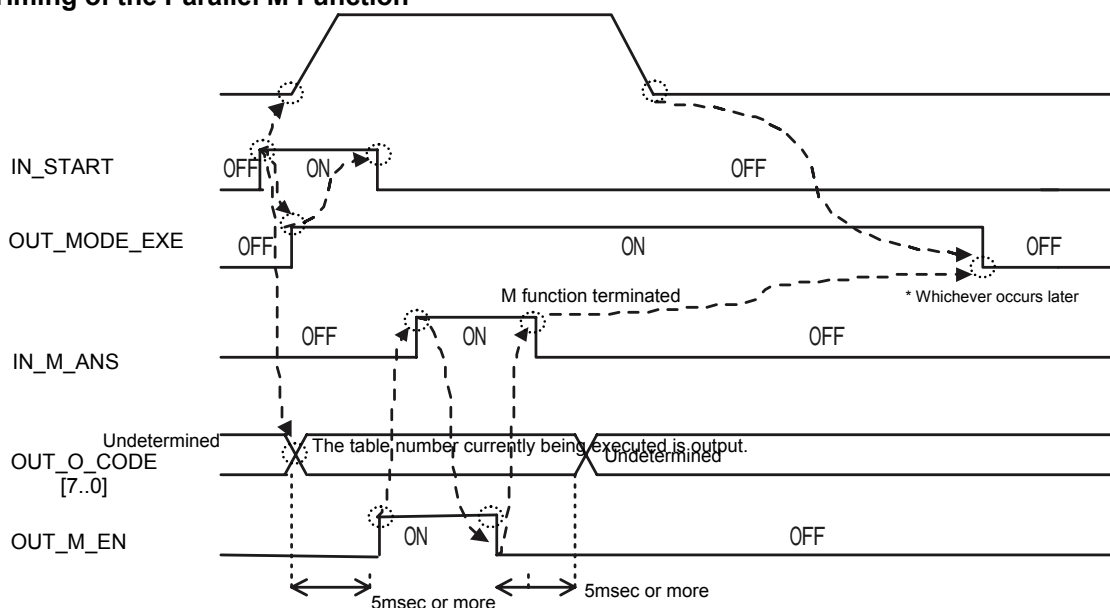 Timing of the Parallel M Function
IN_START
OFF
ON
OFF
OUT_MODE_EXE
OFF
ON
OFF
M function terminated
* Whichever occurs later
IN_M_ANS
OFF
ON
OFF
Undetermined
The table number currently being executed is output.
Undetermined
OUT_O_CODE
[7..0]
OUT_M_EN
ON
OFF
5msec or more
5msec or more